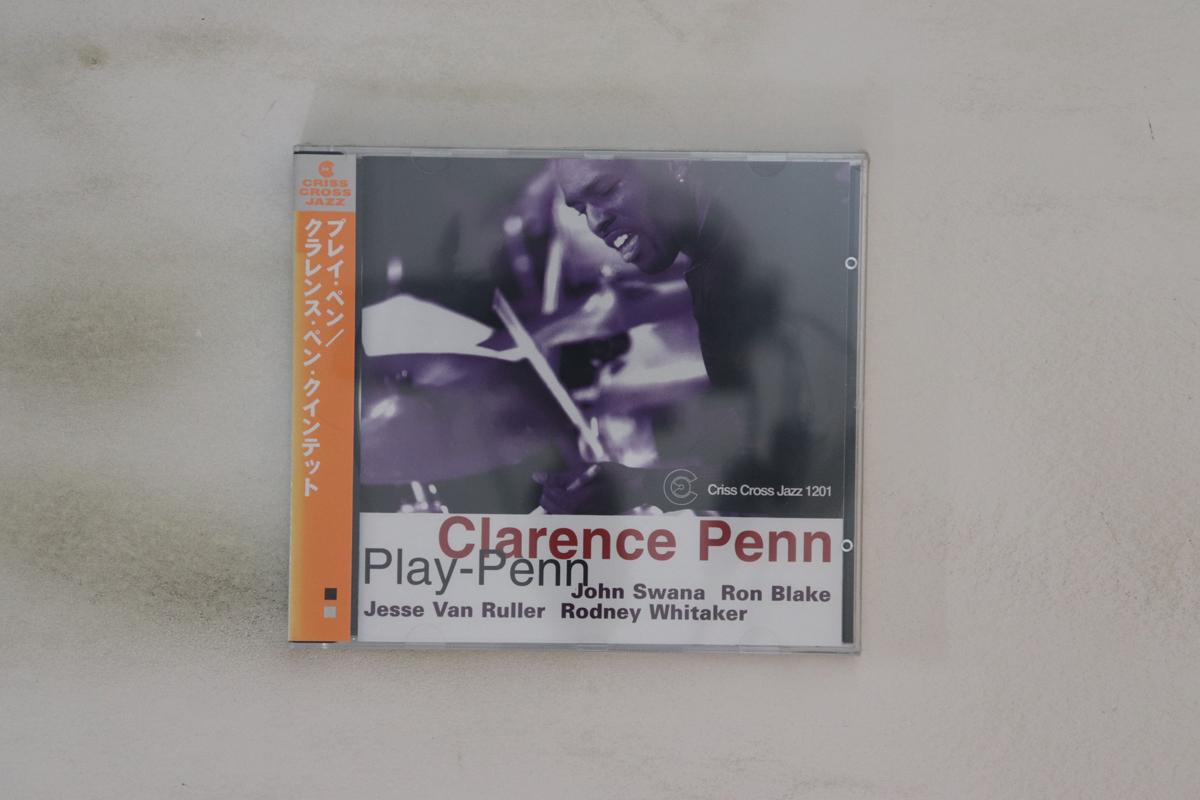 CRISS
CROSS
JAZZ
プレイ・ペン／
クラレンス・ペン・クインテット
Criss Cross Jazz 1201
Clarence Penn
Play-Penn
John Swana Ron Blake
Jesse Van Ruller Rodney Whitaker